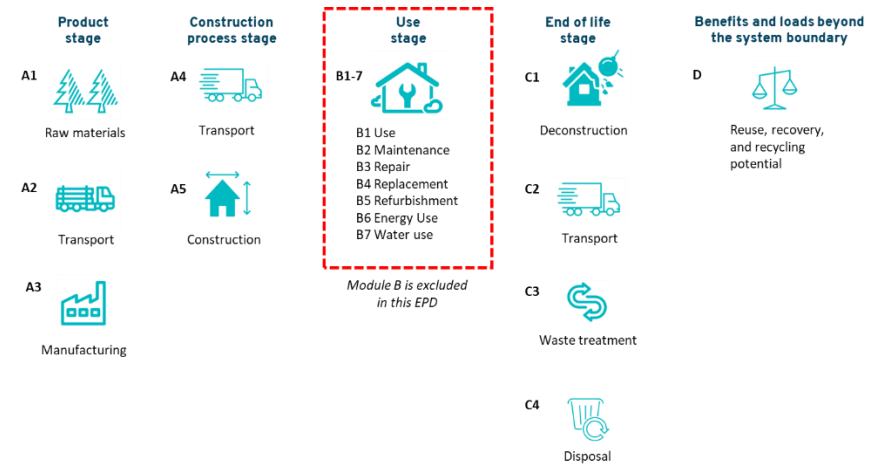 Product
stage
A1
Raw materials
A2
Transport
A3
Manufacturing
Construction
process stage
A4
Transport
A5
Construction
Use
stage
B1-7
B1 Use
B2 Maintenance
B3 Repair
B4 Replacement
B5 Refurbishment
B6 Energy Use
B7 Water use
Module B is excluded
in this EPD
End of life
stage
C1
Deconstruction
C2
Transport
C3
Waste treatment
C4
Disposal
Benefits and loads beyond
the system boundary
D
Reuse, recovery,
and recycling
potential